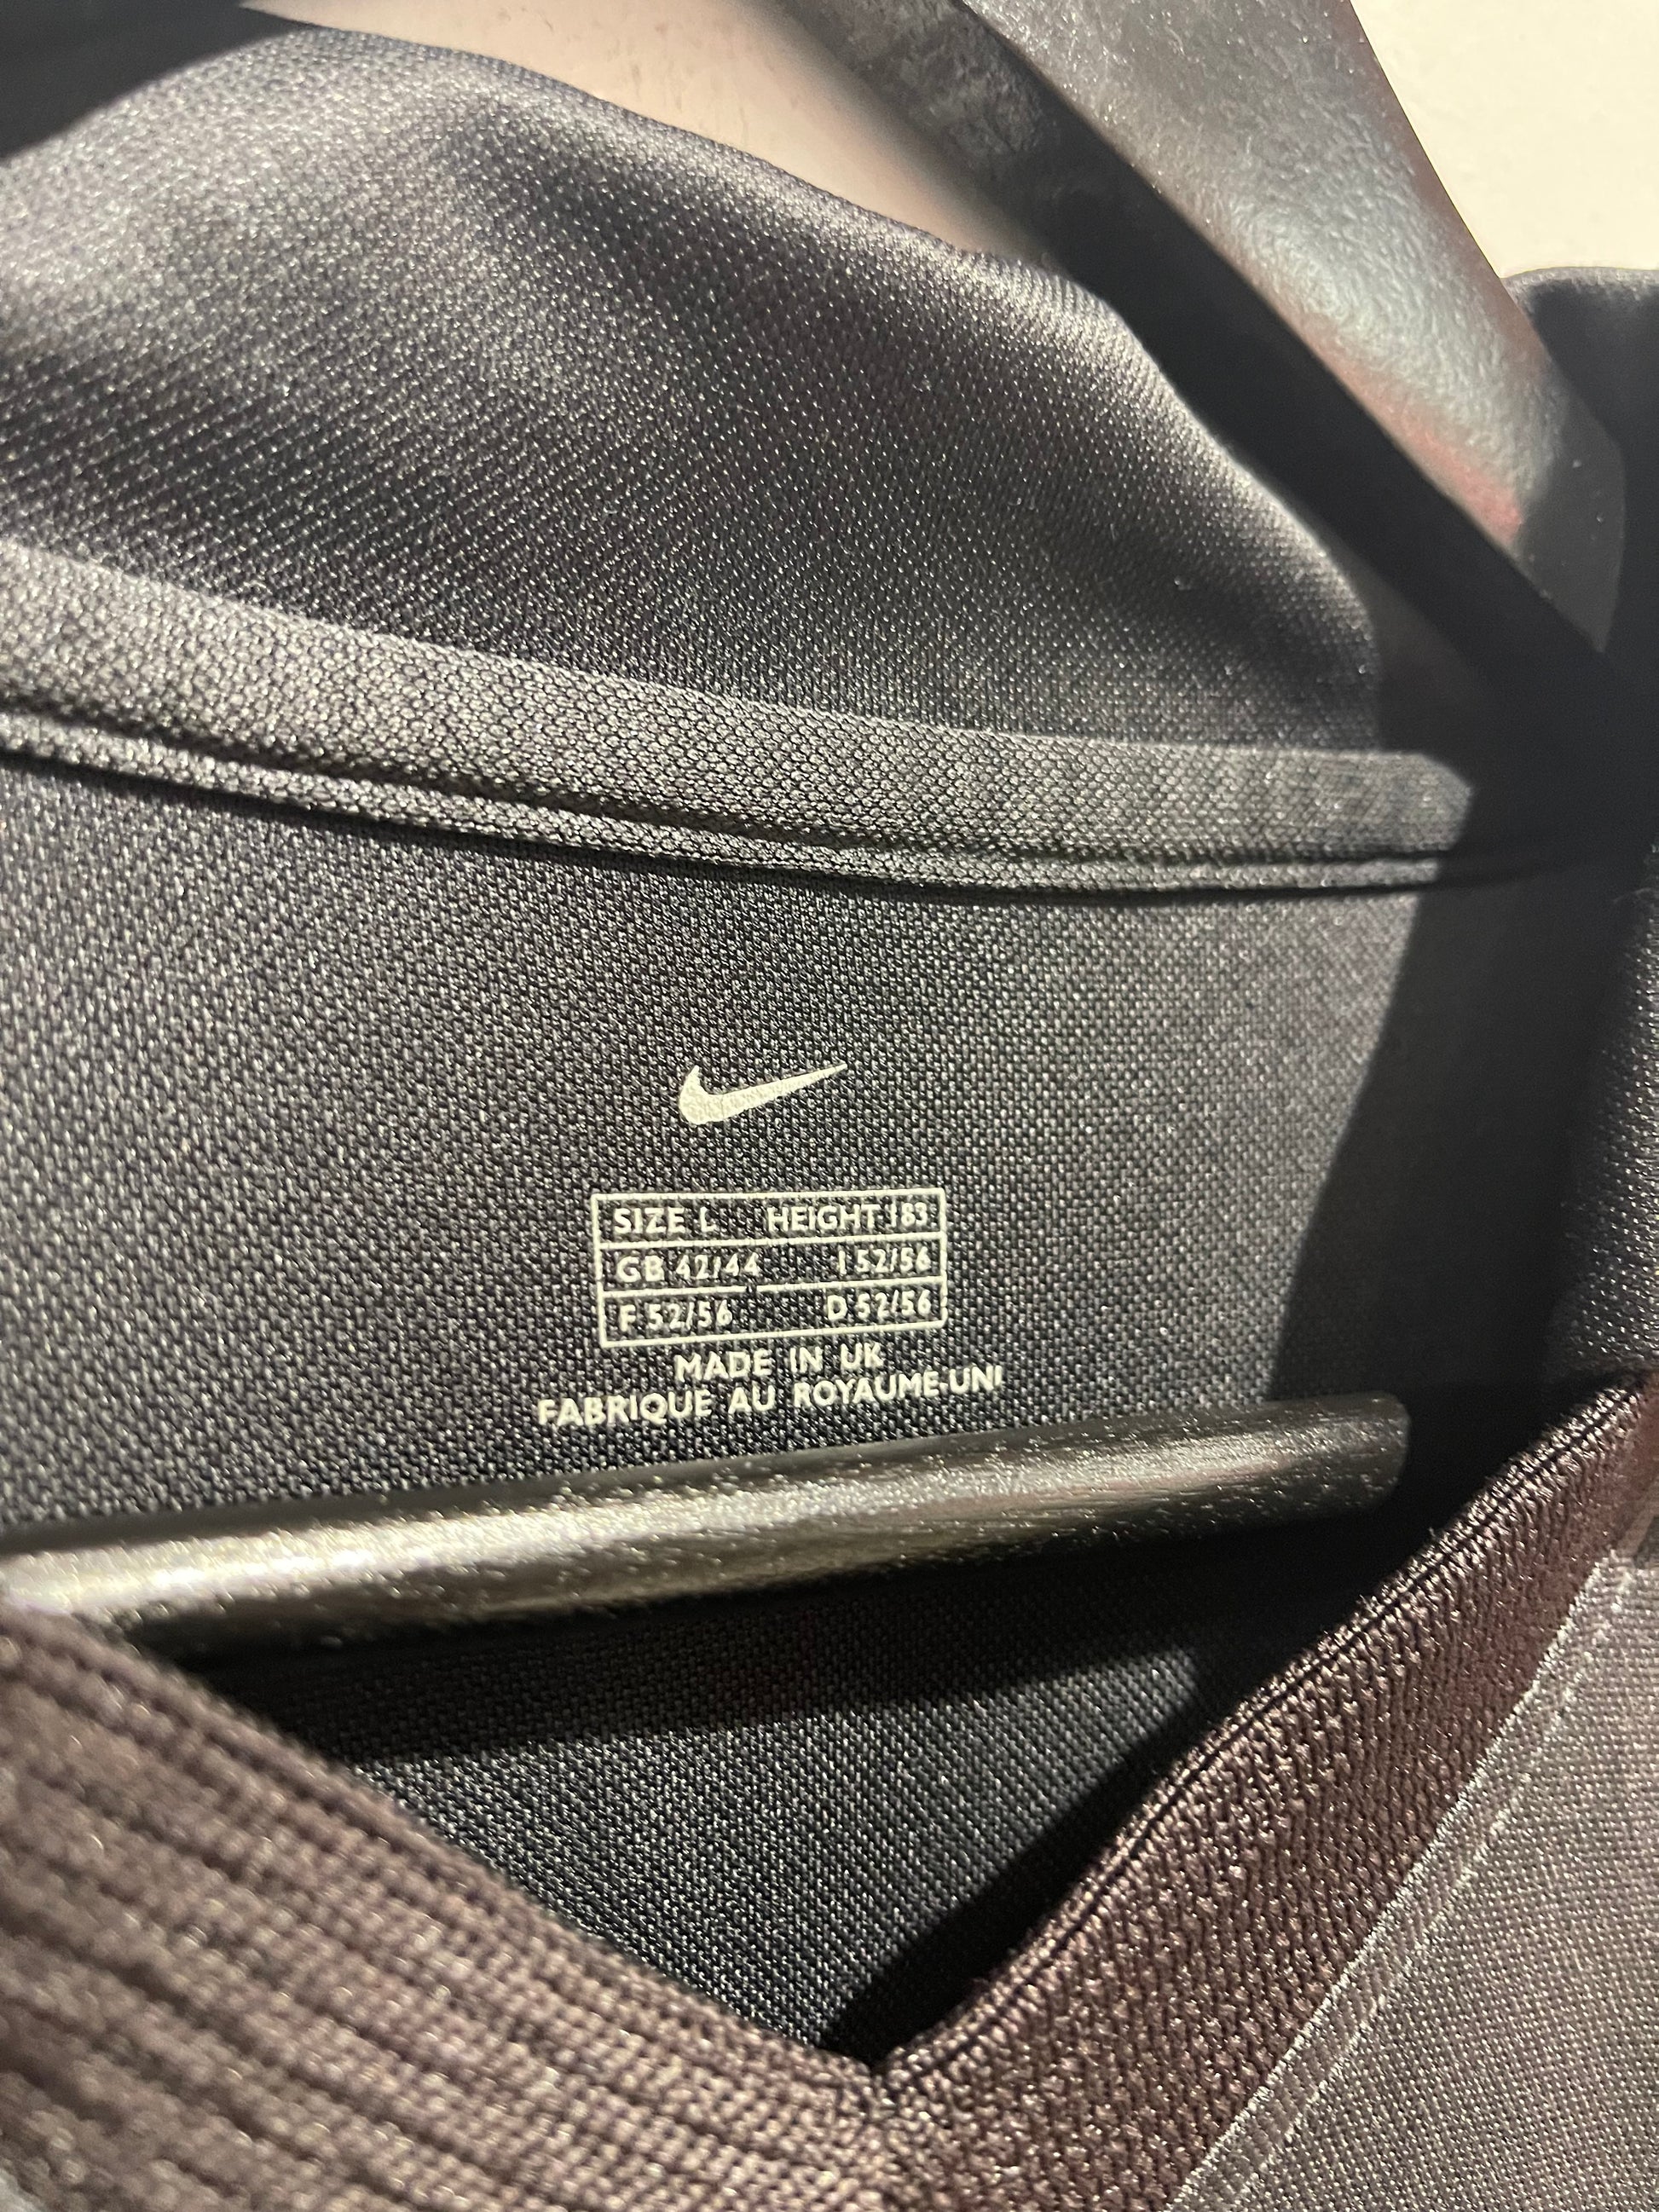 SIZE L HEIGHT 183
GB 42/44 I 52/56
F 52/56 D 52/56
MADE IN UK
FABRIQUE AU ROYAUME-UNI